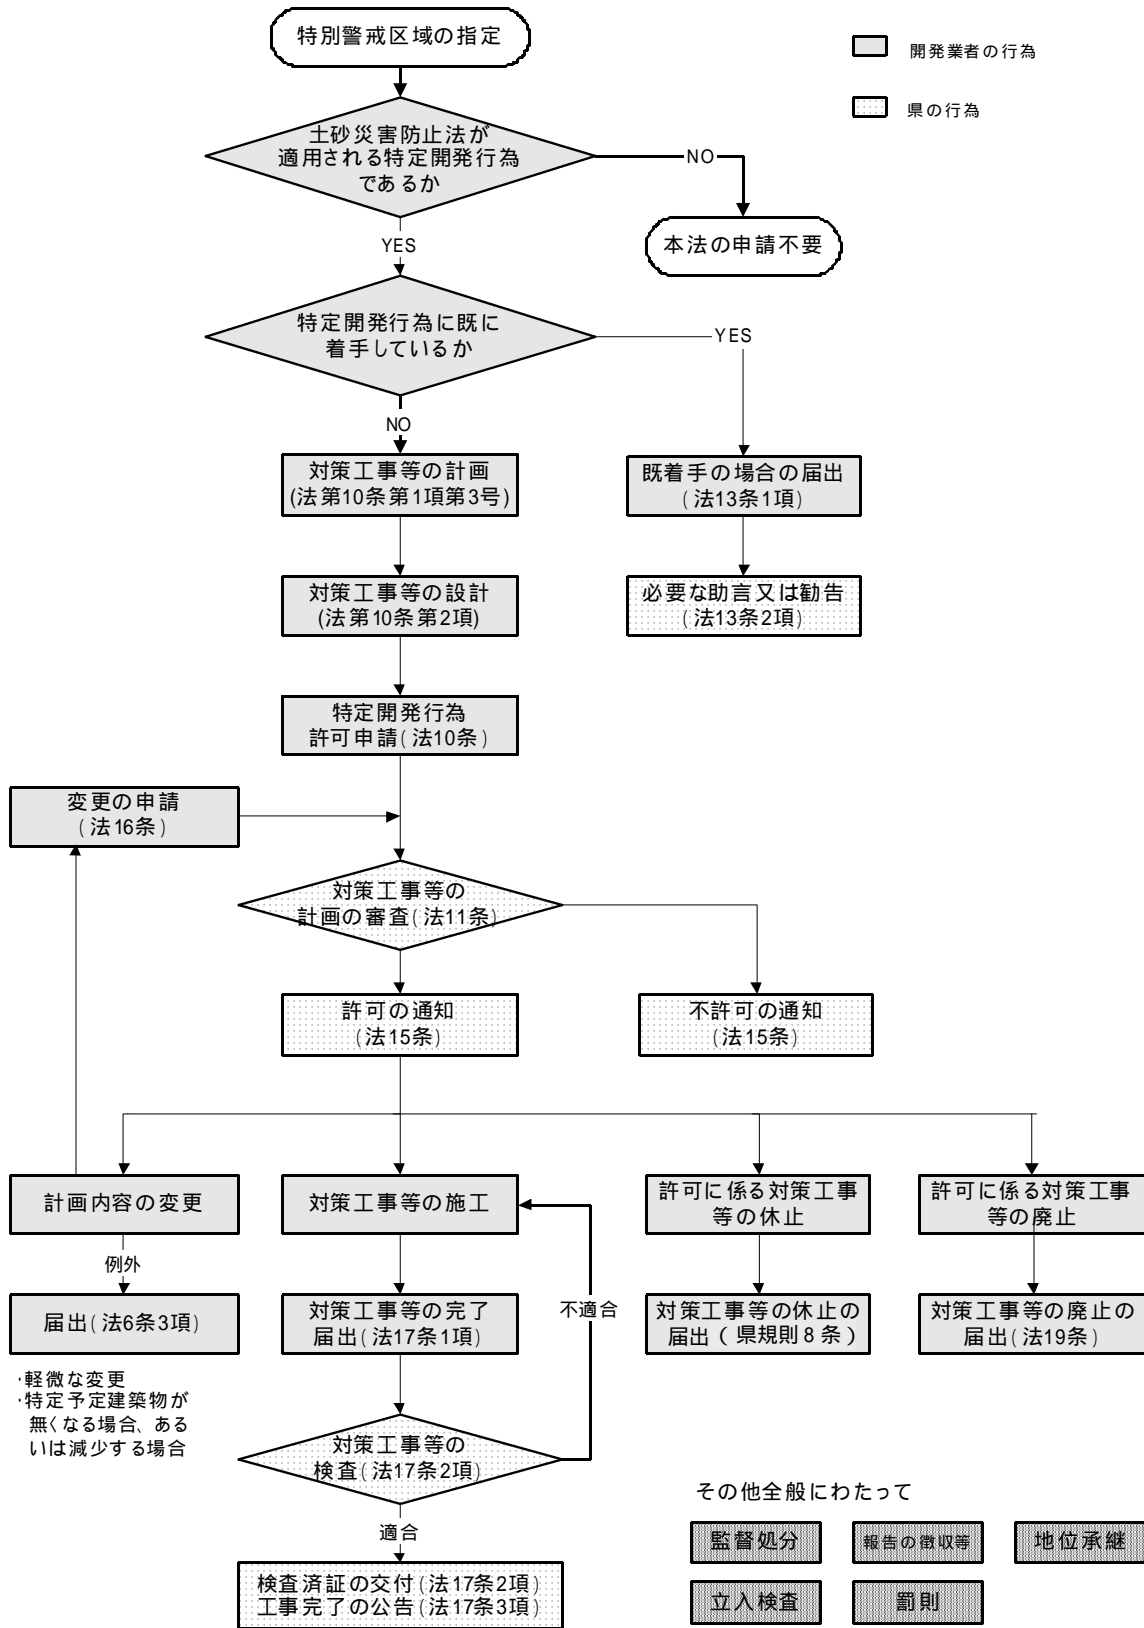 特別警戒区域の指定
開発業者の行為
県の行為
土砂災害防止法が
適用される特定開発行為
であるか
NO
本法の申請不要
YES
特定開発行為に既に
着手しているか
YES
NO
対策工事等の計画
(法第10条第1項第3号)
既着手の場合の届出
(法13条1項)
対策工事等の設計
(法第10条第2項)
必要な助言又は勧告
(法13条2項)
特定開発行為
許可申請(法10条)
変更の申請
(法16条)
対策工事等の
計画の審査(法11条)
許可の通知
(法15条)
不許可の通知
(法15条)
計画内容の変更
対策工事等の施工
許可に係る対策工事
等の休止
許可に係る対策工事
等の廃止
例外
不適合
届出(法6条3項)
対策工事等の完了
届出(法17条1項)
対策工事等の休止の
届出(県規則8条)
対策工事等の廃止の
届出(法19条)
・軽微な変更
・特定予定建築物が
無くなる場合、ある
いは減少する場合
対策工事等の
検査(法17条2項)
適合
検査済証の交付(法17条2項)
工事完了の公告(法17条3項)
その他全般にわたって
監督処分
報告の徴収等
地位承継
立入検査
罰則